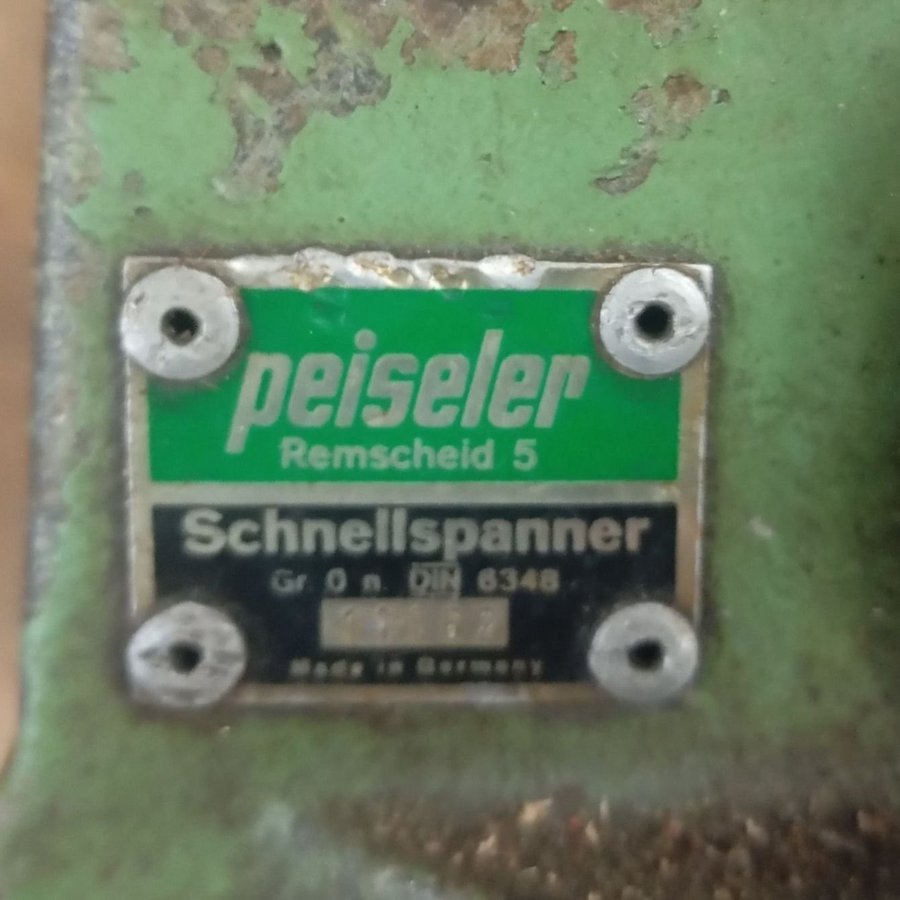 peiseler
Remscheid 5
Schnellspanner
Gr. 0 n. DIN 6348
Made in Germany